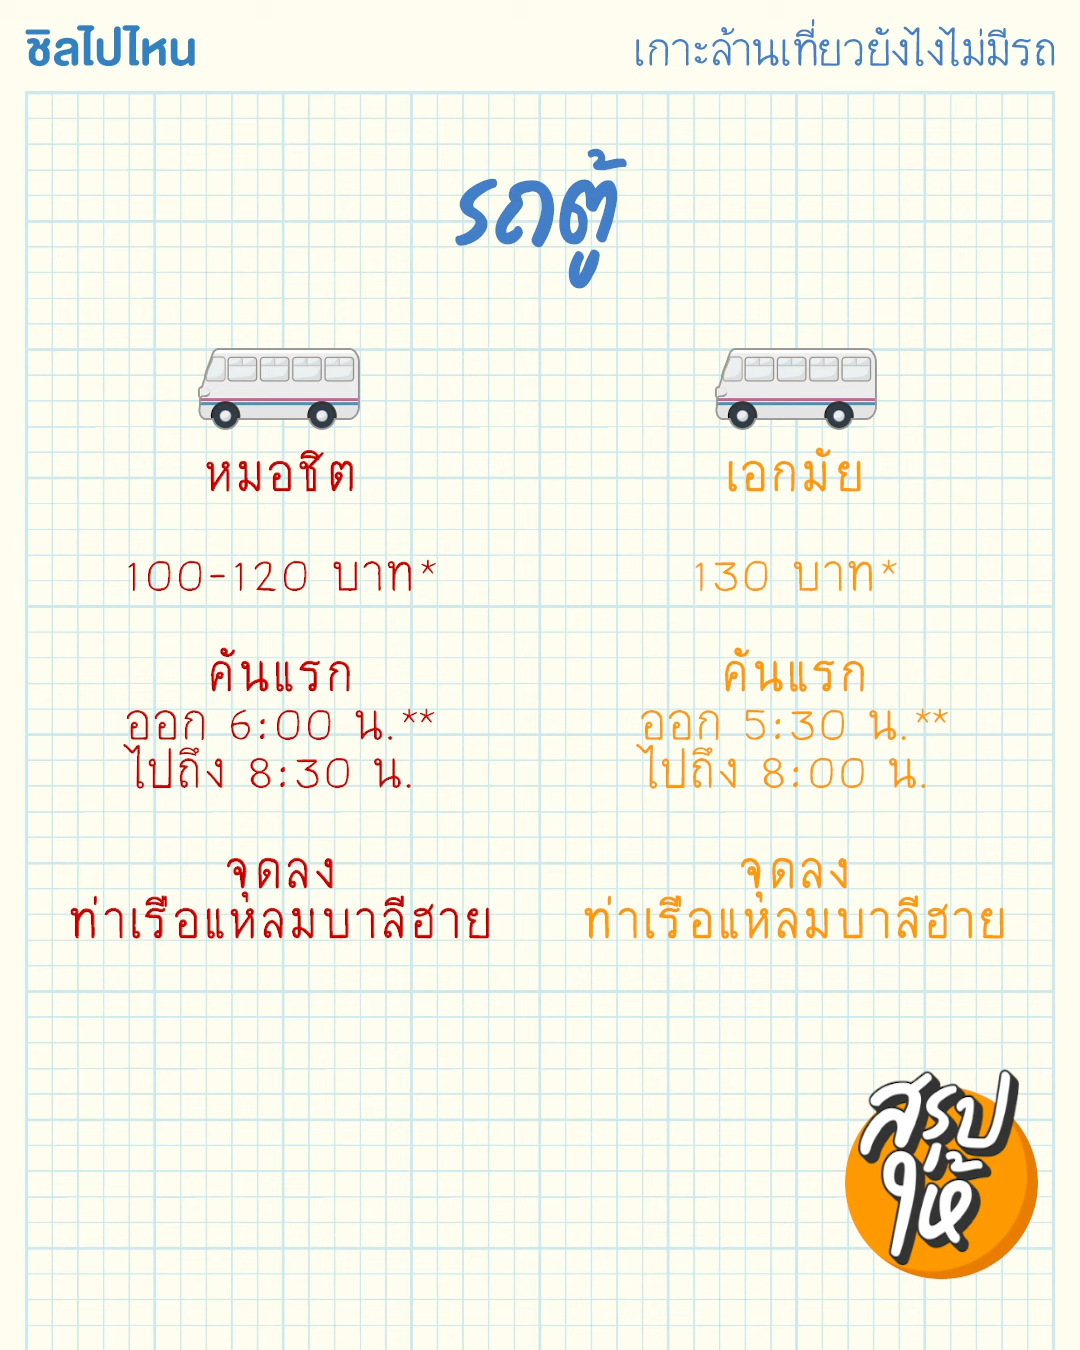 ชิลไปไหน
เกาะล้านเที่ยวยังไงไม่มีรถ
รถตู้
หมอชิต
100-120 บาท*
คันแรก
ออก 6:00 น.**
ไปถึง 8:30 น.
จุดลง
ท่าเรือแหลมบาลีฮาย
เอกมัย
130 บาท*
คันแรก
ออก 5:30 น.**
ไปถึง 8:00 น.
จุดลง
ท่าเรือแหลมบาลีฮาย
สรุป
ให้